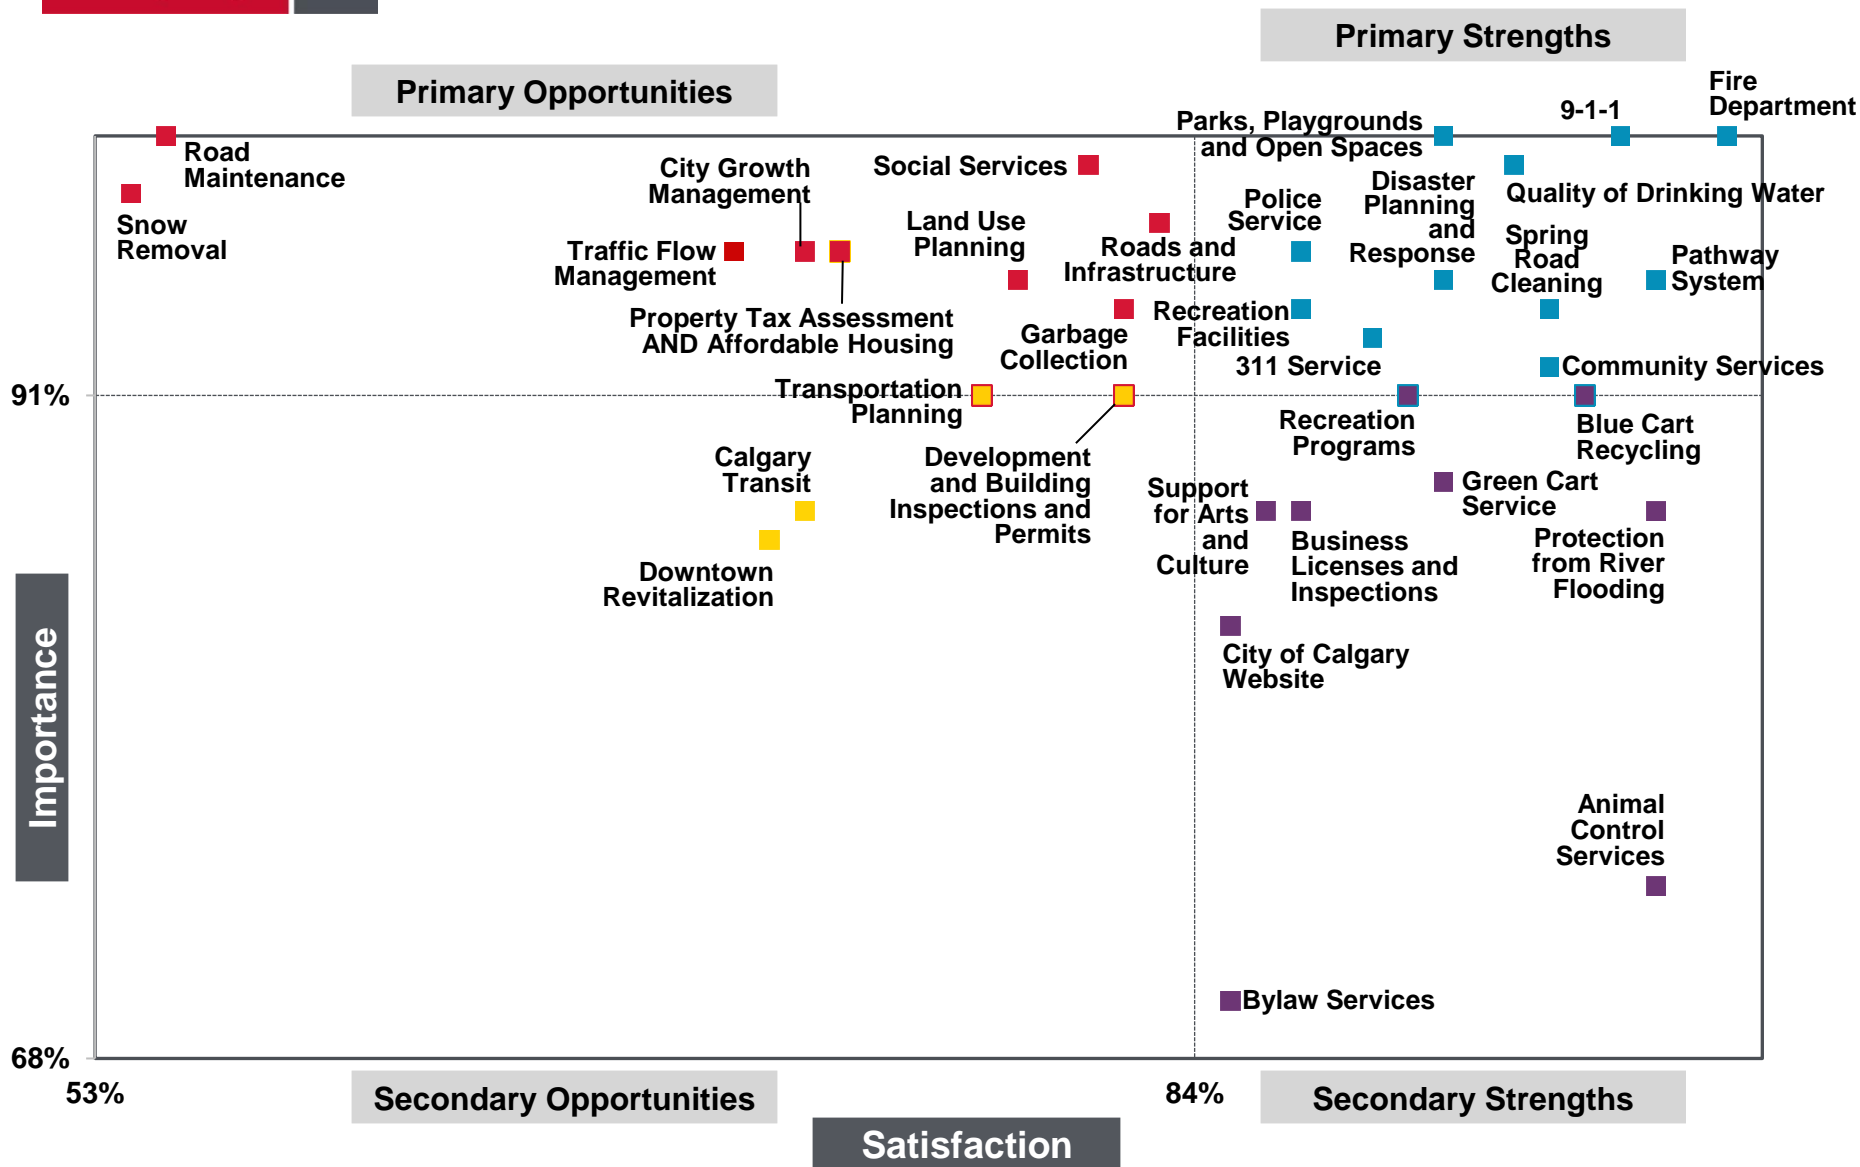 Primary Strengths
Primary Opportunities
Fire
Department
9-1-1
Parks, Playgrounds
and Open Spaces
Road
Maintenance
City Growth
Management
Social Services
Quality of Drinking Water
Disaster
Planning
and
Response
Police
Service
Snow
Removal
Land Use
Planning
Traffic Flow
Management
Roads and
Infrastructure
Spring
Road
Cleaning
Pathway
System
Property Tax Assessment
AND Affordable Housing
Garbage
Collection
Recreation
Facilities
311 Service
Community Services
91%
Transportation
Planning
Recreation
Programs
Blue Cart
Recycling
Calgary
Transit
Development
and Building
Inspections and
Permits
Support
for Arts
and
Culture
Green Cart
Service
Business
Licenses and
Inspections
Protection
from River
Flooding
Downtown
Revitalization
City of Calgary
Website
Importance
Animal
Control
Services
Bylaw Services
68%
53%
84%
Secondary Opportunities
Secondary Strengths
Satisfaction